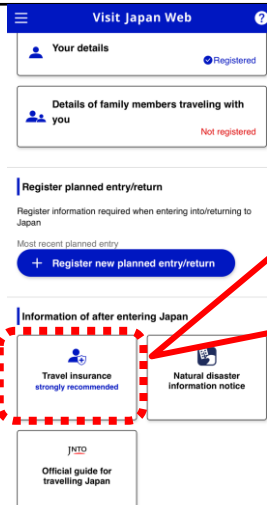 Visit Japan Web ?
Your details
Registered
Details of family members traveling with
you
Not registered
Register planned entry/return
Register information required when entering into/returning to
Japan
Most recent planned entry
+ Register new planned entry/return
Information of after entering Japan
Travel insurance
strongly recommended
Natural disaster
information notice
JNTO
Official guide for
travelling Japan